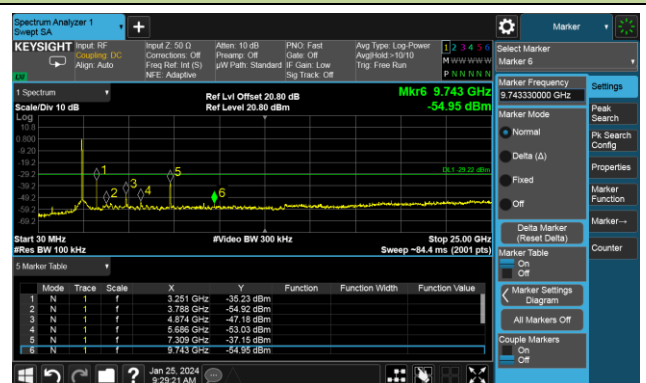 Spectrum Analyzer 1
Swept SA
Marker
KEYSIGHT
Input: RF
Coupling: DC
Align: Auto
Input Z: 50 Ω
Corrections: Off
Freq Ref: Int (S)
NFE: Adaptive
Atten: 10 dB
Preamp: Off
µW Path: Standard
PNO: Fast
Gate: Off
IF Gain: Low
Sig Track: Off
Avg Type: Log-Power
Avg|Hold:>10/10
Trig: Free Run
1 2 3 4 5 6
M W W W W W
P N N N N N
Select Marker
Marker 6
1 Spectrum
Scale/Div 10 dB
Log
Ref Lvl Offset 20.80 dB
Ref Level 20.80 dBm
Mkr6 9.743 GHz
-54.95 dBm
10.8
0.800
-9.20
-19.2
-29.2
-39.2
-49.2
-59.2
-69.2
DL1 -29.22 dBm
1
2
3
4
5
6
Start 30 MHz
#Res BW 100 kHz
#Video BW 300 kHz
Stop 25.00 GHz
Sweep ~84.4 ms (2001 pts)
5 Marker Table
Mode Trace Scale X Y Function Function Width Function Value
1 N 1 f 3.251 GHz -35.23 dBm
2 N 1 f 3.788 GHz -54.92 dBm
3 N 1 f 4.874 GHz -47.18 dBm
4 N 1 f 5.686 GHz -53.03 dBm
5 N 1 f 7.309 GHz -37.15 dBm
6 N 1 f 9.743 GHz -54.95 dBm
Marker Frequency
9.743330000 GHz
Marker Mode
Normal
Delta (Δ)
Fixed
Off
Delta Marker
(Reset Delta)
Marker Table
On
Off
Marker Settings
Diagram
All Markers Off
Couple Markers
On
Off
Settings
Peak
Search
Pk Search
Config
Properties
Marker
Function
Marker→
Counter
?
Jan 25, 2024
9:29:21 AM